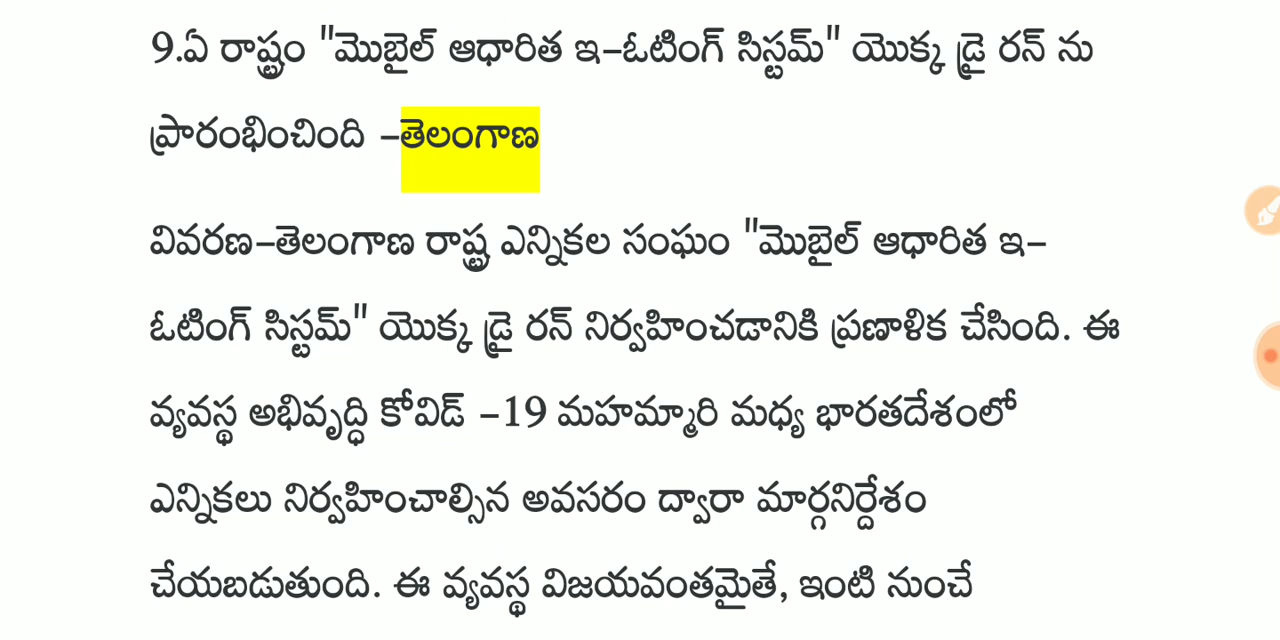 9.ఏ రాష్ట్రం "మొబైల్ ఆధారిత ఇ-ఓటింగ్ సిస్టమ్" యొక్క డ్రై రన్ ను
ప్రారంభించింది -తెలంగాణ
వివరణ-తెలంగాణ రాష్ట్ర ఎన్నికల సంఘం "మొబైల్ ఆధారిత ఇ-
ఓటింగ్ సిస్టమ్" యొక్క డ్రై రన్ నిర్వహించడానికి ప్రణాళిక చేసింది. ఈ
వ్యవస్థ అభివృద్ధి కోవిడ్ -19 మహమ్మారి మధ్య భారతదేశంలో
ఎన్నికలు నిర్వహించాల్సిన అవసరం ద్వారా మార్గనిర్దేశం
చేయబడుతుంది. ఈ వ్యవస్థ విజయవంతమైతే, ఇంటి నుంచే